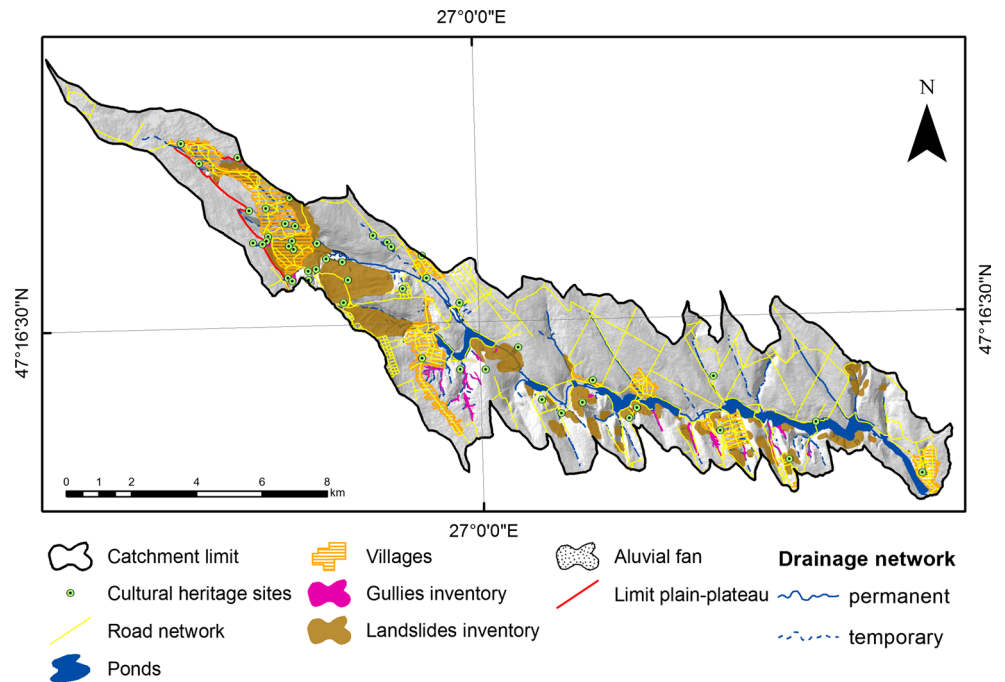 27°0'0"E
N
47°16'30"N
47°16'30"N
0 1 2 4 6 8
km
27°0'0"E
Catchment limit
Villages
Aluvial fan
Drainage network
Cultural heritage sites
Gullies inventory
Limit plain-plateau
permanent
Road network
Landslides inventory
temporary
Ponds